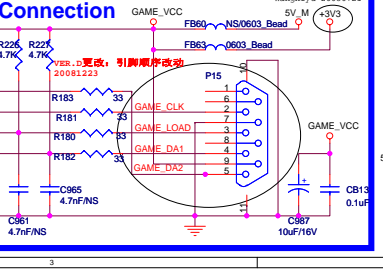 Connection
GAME_VCC
5V_M
+3V3
FB60
NS/0603_Bead
FB63
0603_Bead
R226
4.7K
R227
4.7K
VER.D更改：引脚顺序改动
20081223
P15
10
R183
33
R181
33
R180
33
R182
33
GAME_CLK
GAME_LOAD
GAME_DA1
GAME_DA2
1
6
2
7
3
8
4
9
5
11
GAME_VCC
C961
4.7nF/NS
C965
4.7nF/NS
C987
10uF/16V
CB13
0.1uF
3